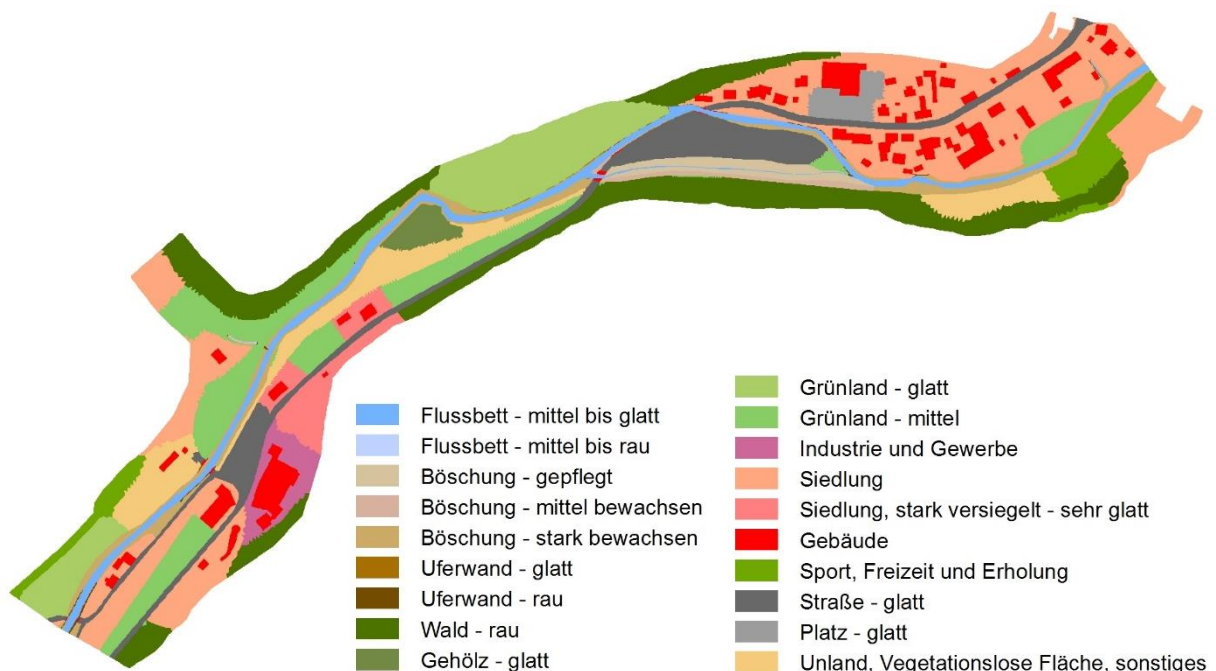 Flussbett - mittel bis glatt
Flussbett - mittel bis rau
Böschung - gepflegt
Böschung - mittel bewachsen
Böschung - stark bewachsen
Uferwand - glatt
Uferwand - rau
Wald - rau
Gehölz - glatt
Grünland - glatt
Grünland - mittel
Industrie und Gewerbe
Siedlung
Siedlung, stark versiegelt - sehr glatt
Gebäude
Sport, Freizeit und Erholung
Straße - glatt
Platz - glatt
Unland, Vegetationslose Fläche, sonstiges